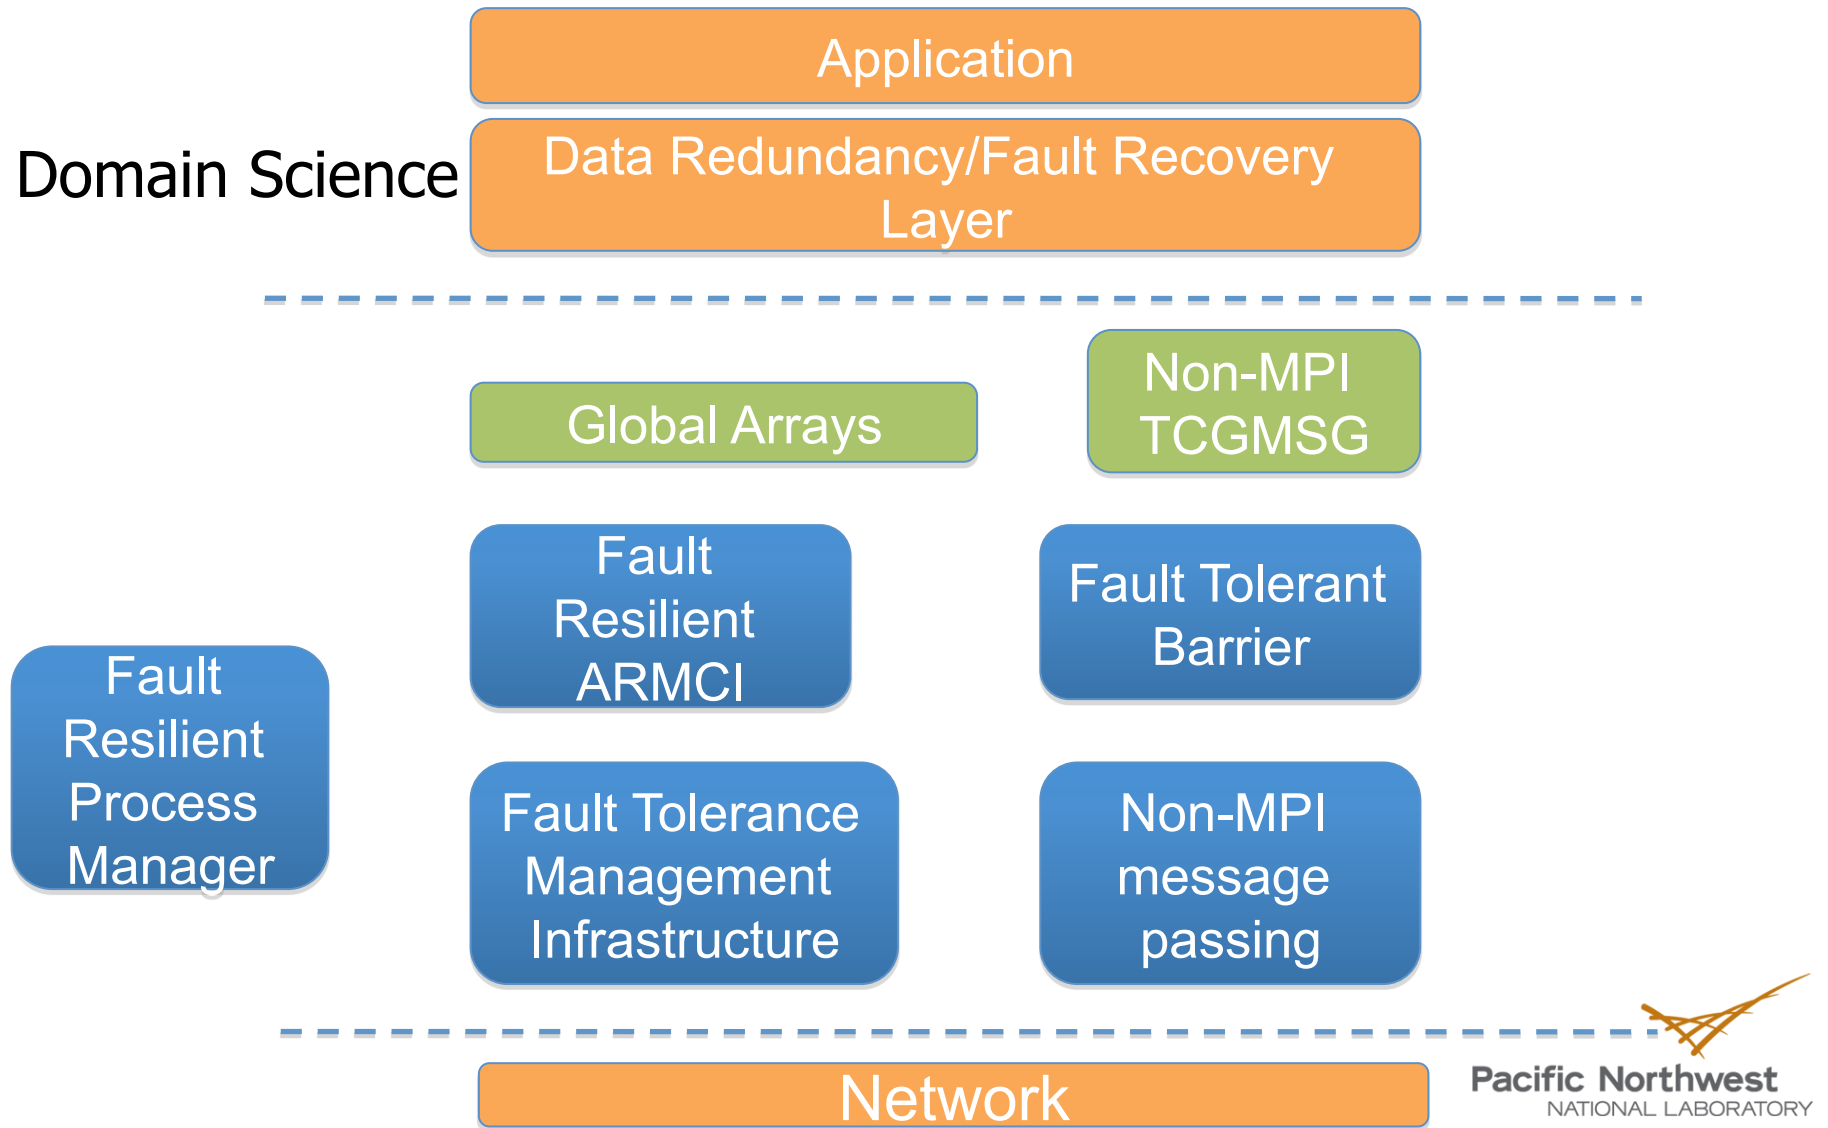 Application
Domain Science
Data Redundancy/Fault Recovery
Layer
Global Arrays
Non-MPI
TCGMSG
Fault
Resilient
ARMCI
Fault Tolerant
Barrier
Fault
Resilient
Process
Manager
Fault Tolerance
Management
Infrastructure
Non-MPI
message
passing
Network
Pacific Northwest
NATIONAL LABORATORY